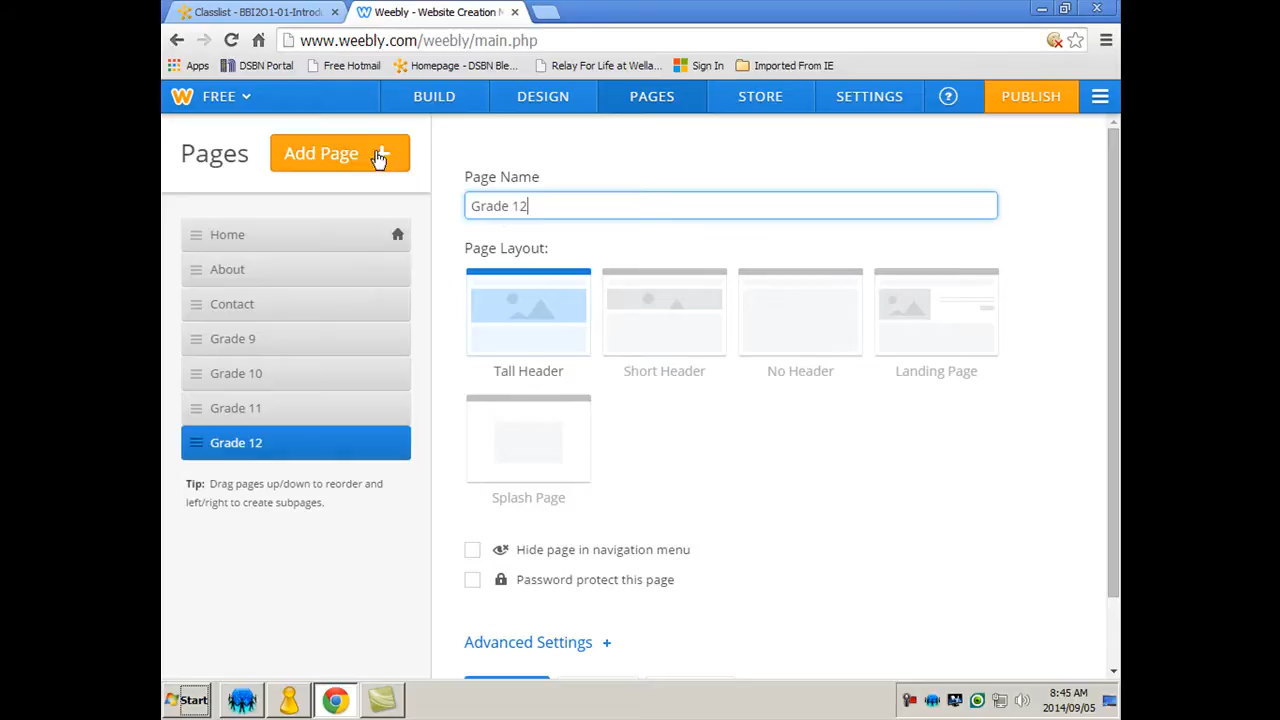 Classlist - BBI2O1-01-Introdu ×
Weebly - Website Creation M ×
www.weebly.com/weebly/main.php
Apps DSBN Portal Free Hotmail Homepage - DSBN Ble... Relay For Life at Wella... Sign In Imported From IE
FREE BUILD DESIGN PAGES STORE SETTINGS ? PUBLISH
Pages
Add Page +
Home
About
Contact
Grade 9
Grade 10
Grade 11
Grade 12
Tip: Drag pages up/down to reorder and
left/right to create subpages.
Page Name
Grade 12
Page Layout:
Tall Header Short Header No Header Landing Page
Splash Page
Hide page in navigation menu
Password protect this page
Advanced Settings +
Start
8:45 AM
2014/09/05